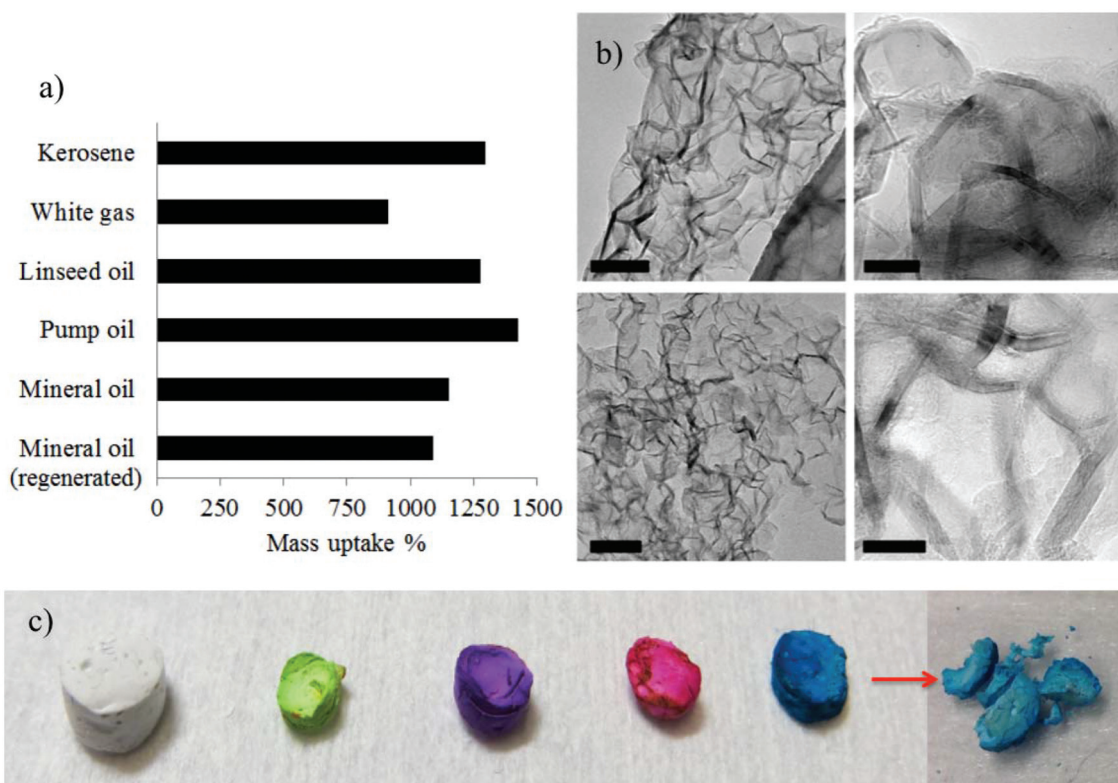 a)
Kerosene
White gas
Linseed oil
Pump oil
Mineral oil
Mineral oil
(regenerated)
0 250 500 750 1000 1250 1500
Mass uptake %
b)
c)